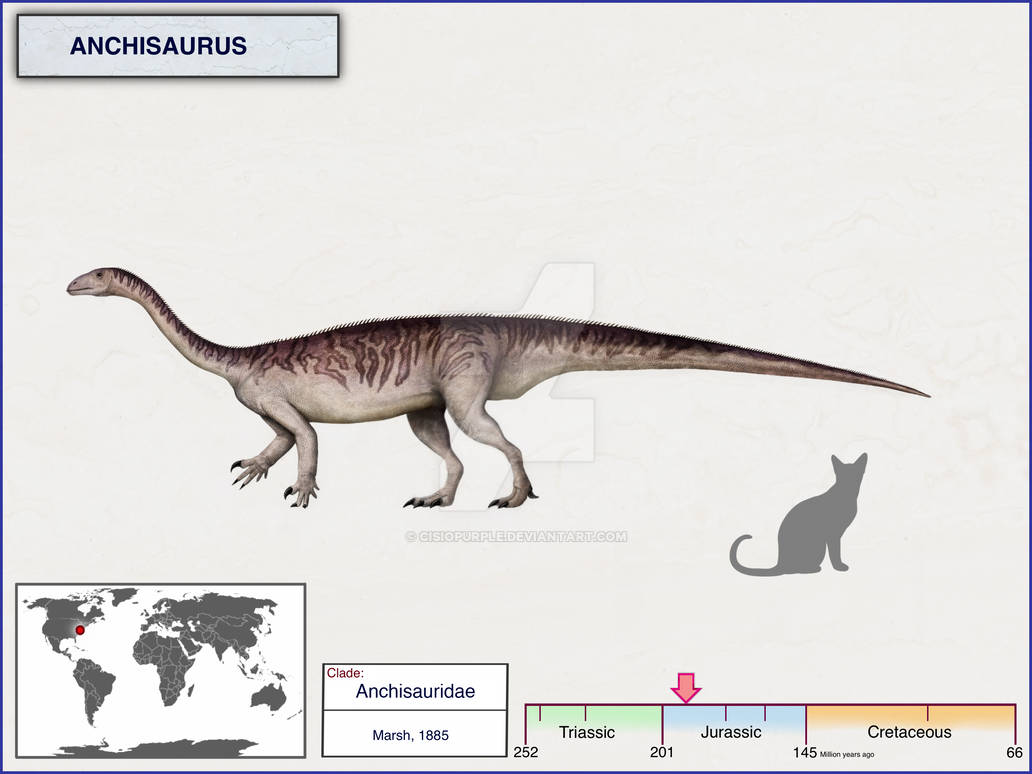 ANCHISAURUS
© CISIOPURPLE.DEVIANTART.COM
Clade:
Anchisauridae
Marsh, 1885
Triassic Jurassic Cretaceous
252 201 145 Million years ago 66